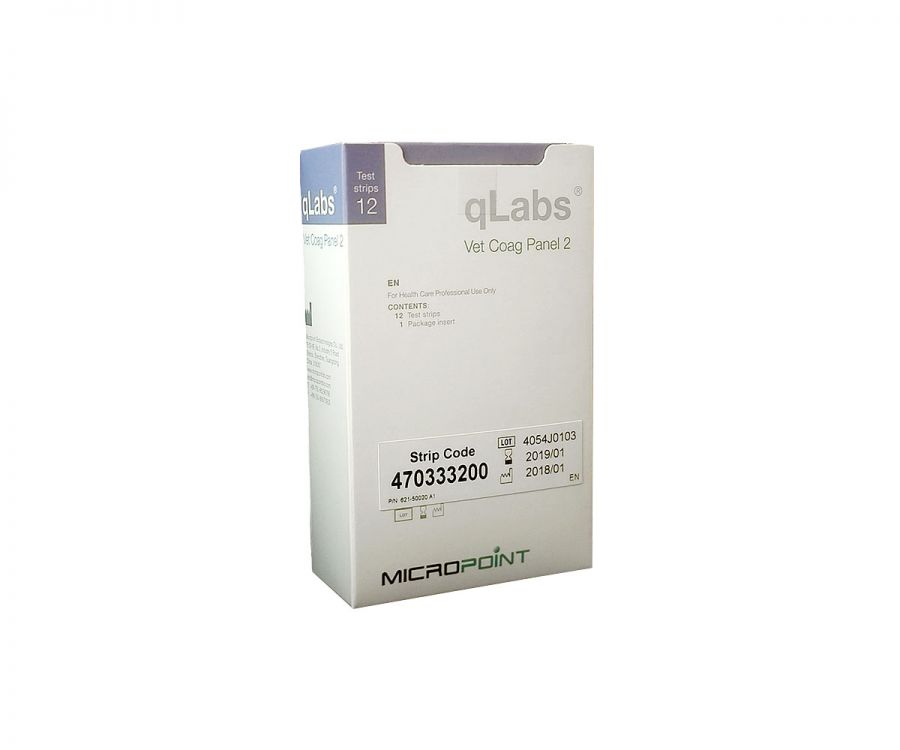 Test
strips
12
qLabs®
Vet Coag Panel 2
qLabs®
Vet Coag Panel 2
EN
For Health Care Professional Use Only
CONTENTS:
12 Test strips
1 Package insert
Strip Code
470333200
P/N 621-50020 A1
LOT 4054J0103
2019/01
2018/01
EN
LOT
MICROPOINT